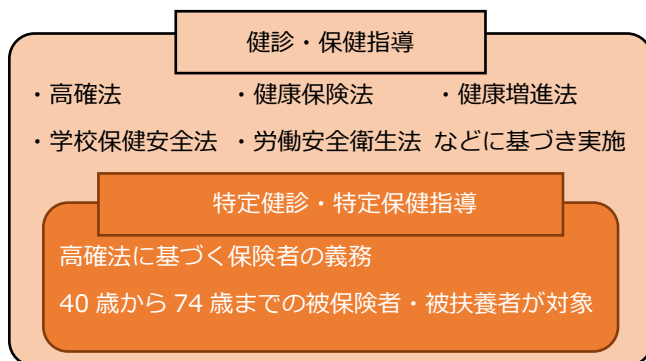 健診・保健指導
・高確法 ・健康保険法 ・健康増進法
・学校保健安全法 ・労働安全衛生法 などに基づき実施
特定健診・特定保健指導
高確法に基づく保険者の義務
40 歳から 74 歳までの被保険者・被扶養者が対象